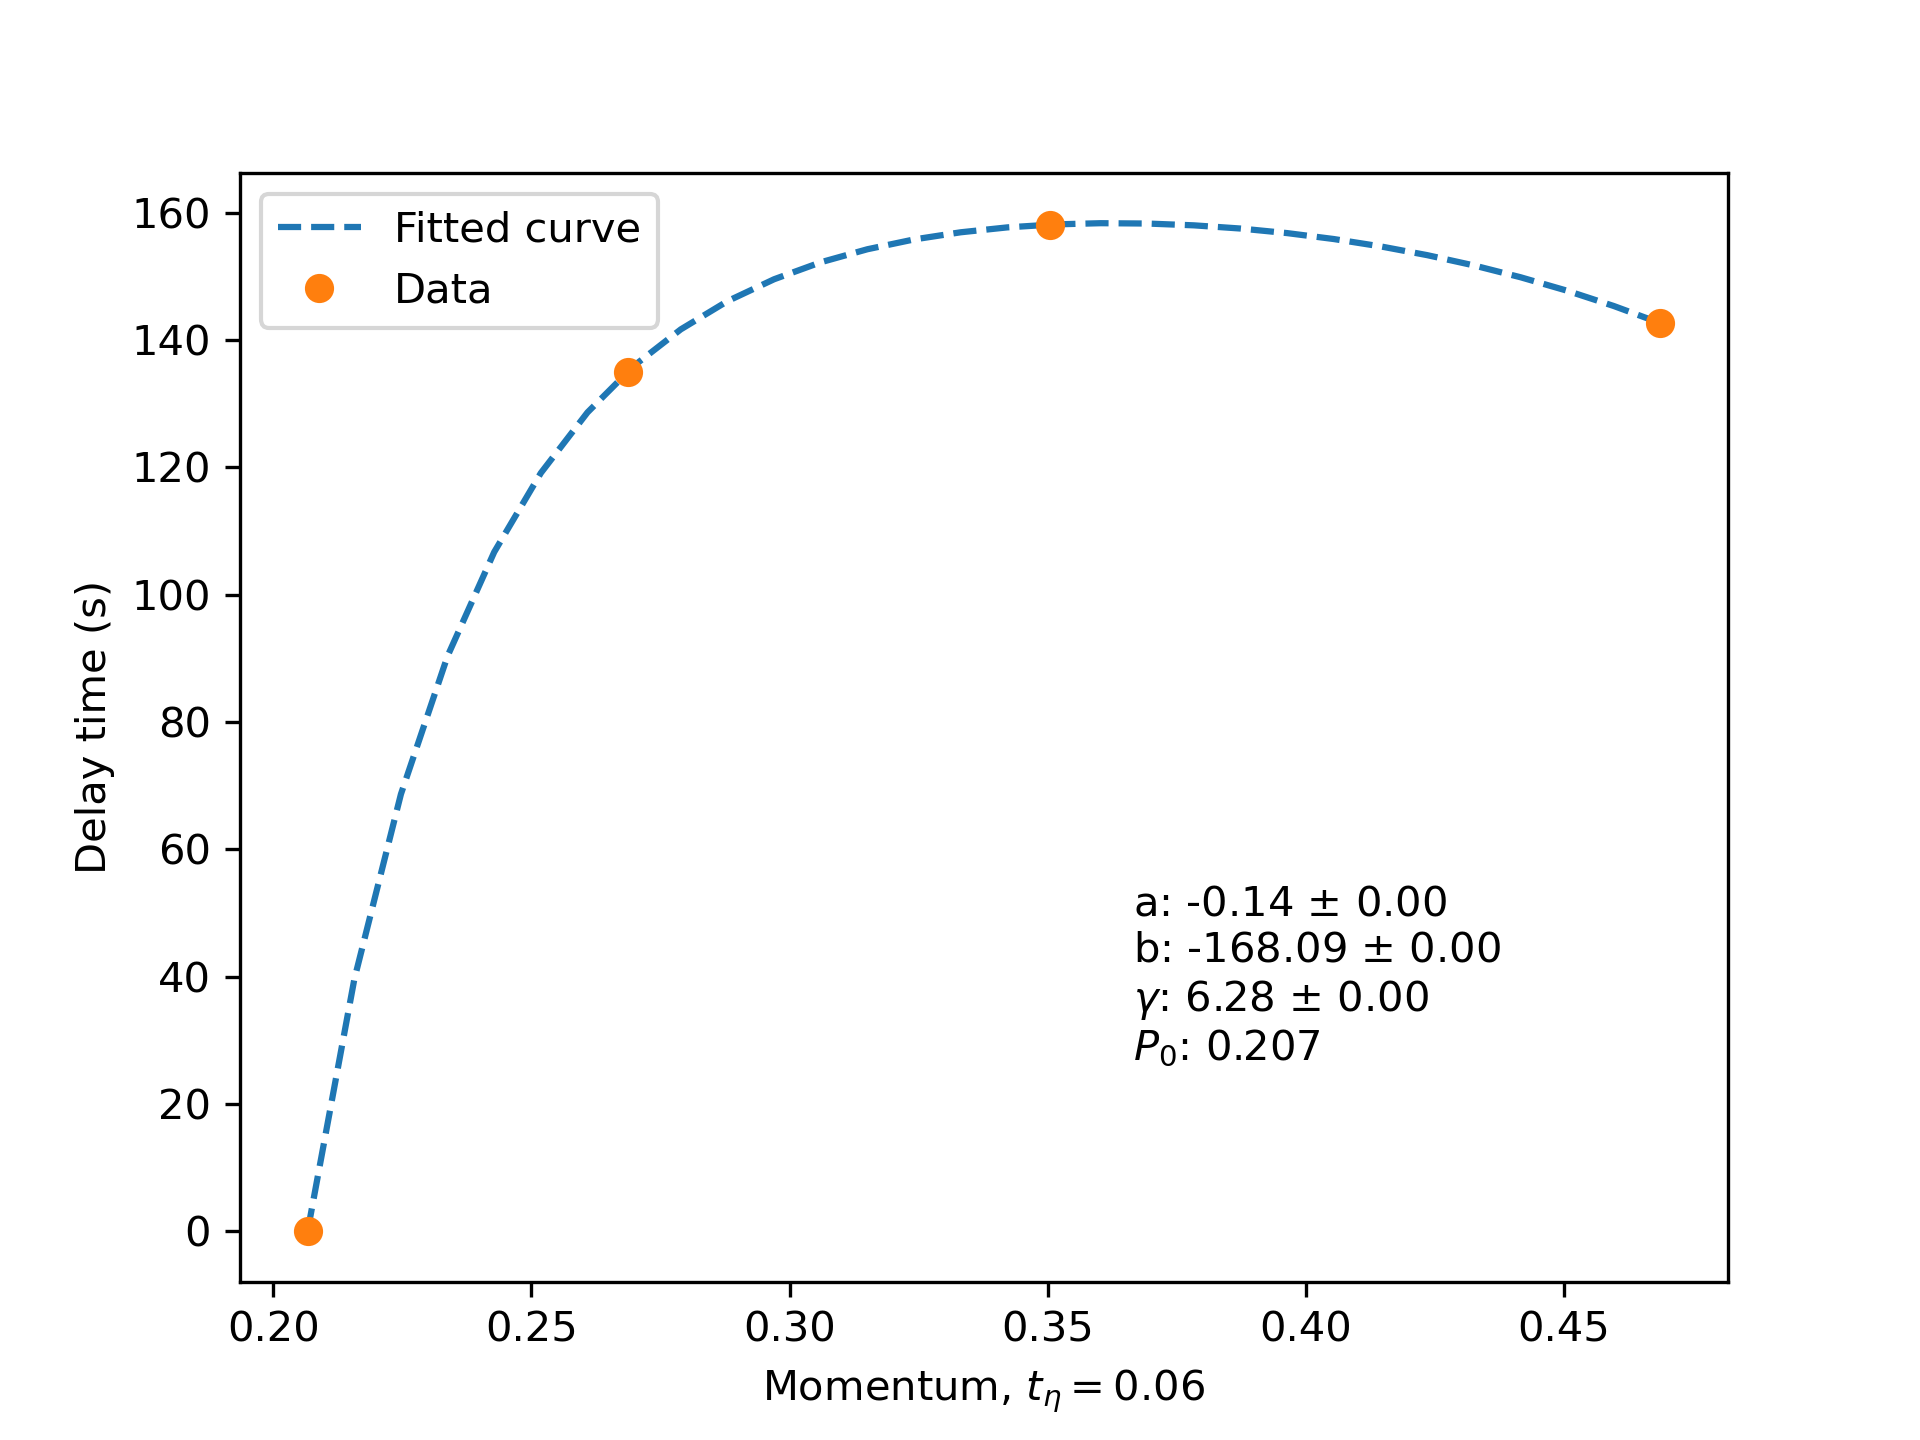 160
140
120
100
80
60
40
20
0
Delay time (s)
Fitted curve
Data
a: -0.14 ± 0.00
b: -168.09 ± 0.00
γ: 6.28 ± 0.00
P₀: 0.207
0.20 0.25 0.30 0.35 0.40 0.45
Momentum, tη = 0.06